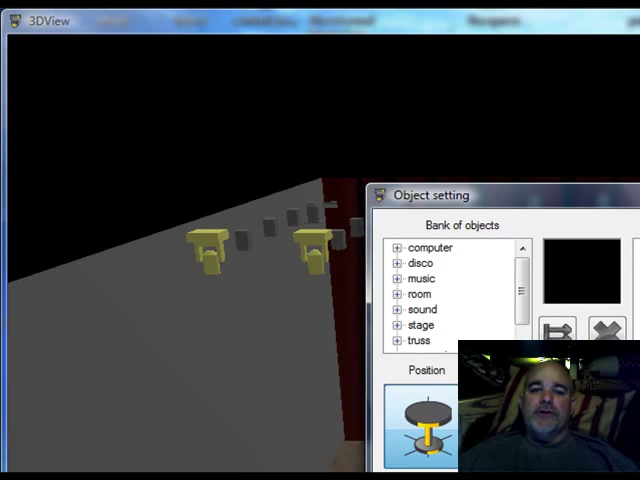 3DView
Object setting
Bank of objects
computer
disco
music
room
sound
stage
truss
Position